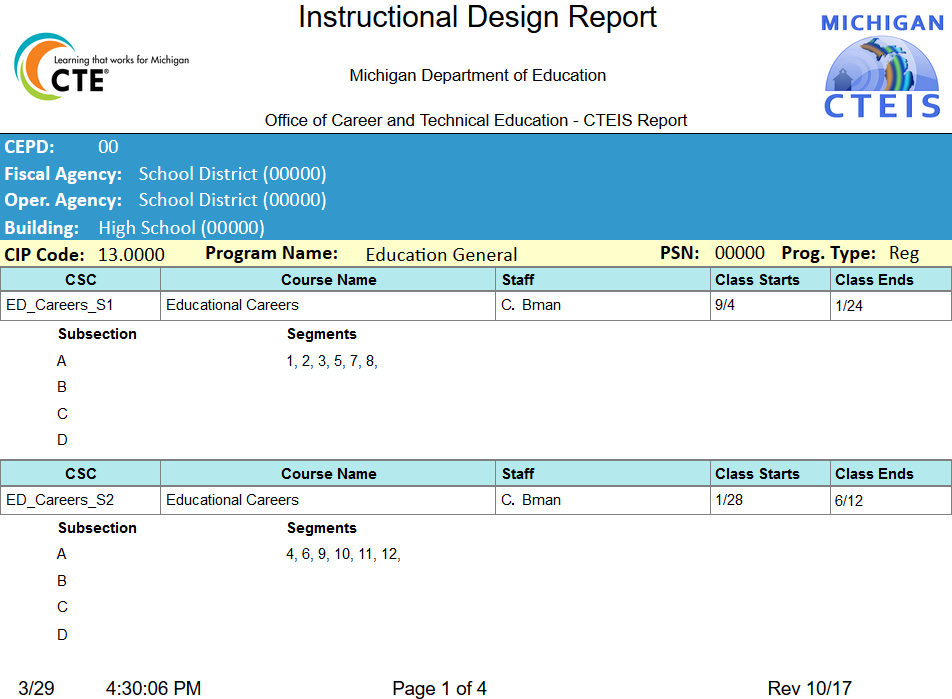 Instructional Design Report
Learning that works for Michigan
CTE®
Michigan Department of Education
MICHIGAN
CTEIS
Office of Career and Technical Education - CTEIS Report
CEPD: 00
Fiscal Agency: School District (00000)
Oper. Agency: School District (00000)
Building: High School (00000)
CIP Code: 13.0000 Program Name: Education General PSN: 00000 Prog. Type: Reg
CSC Course Name Staff Class Starts Class Ends
ED_Careers_S1 Educational Careers C. Bman 9/4 1/24
Subsection Segments
A 1, 2, 3, 5, 7, 8,
B
C
D
CSC Course Name Staff Class Starts Class Ends
ED_Careers_S2 Educational Careers C. Bman 1/28 6/12
Subsection Segments
A 4, 6, 9, 10, 11, 12,
B
C
D
3/29 4:30:06 PM Page 1 of 4 Rev 10/17